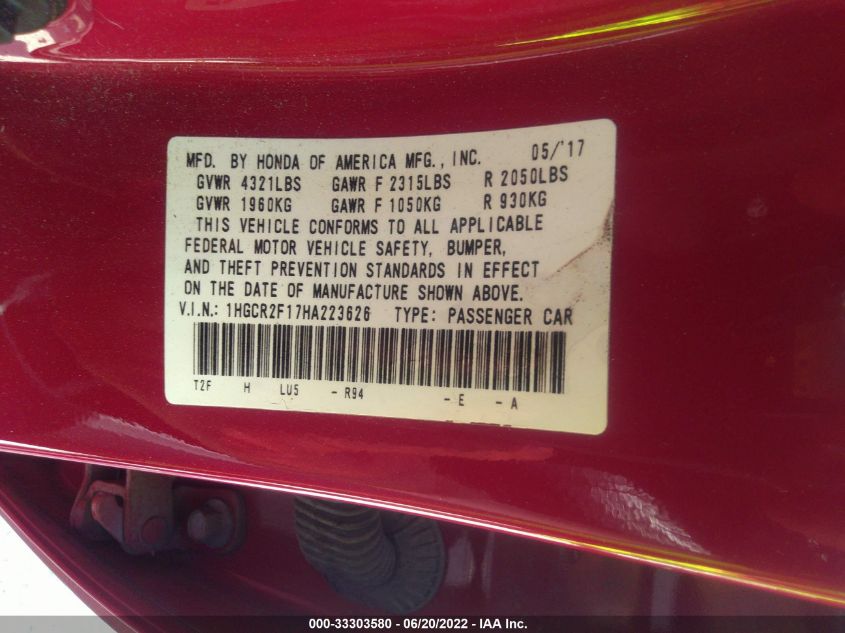 MFD. BY HONDA OF AMERICA MFG., INC. 05/'17
GVWR 4321LBS GAWR F 2315LBS R 2050LBS
GVWR 1960KG GAWR F 1050KG R 930KG
THIS VEHICLE CONFORMS TO ALL APPLICABLE
FEDERAL MOTOR VEHICLE SAFETY, BUMPER,
AND THEFT PREVENTION STANDARDS IN EFFECT
ON THE DATE OF MANUFACTURE SHOWN ABOVE.
V.I.N.: 1HGCR2F17HA223626 TYPE: PASSENGER CAR
T2F H LU5 - R94 - E - A
000-33303580 - 06/20/2022 - IAA Inc.